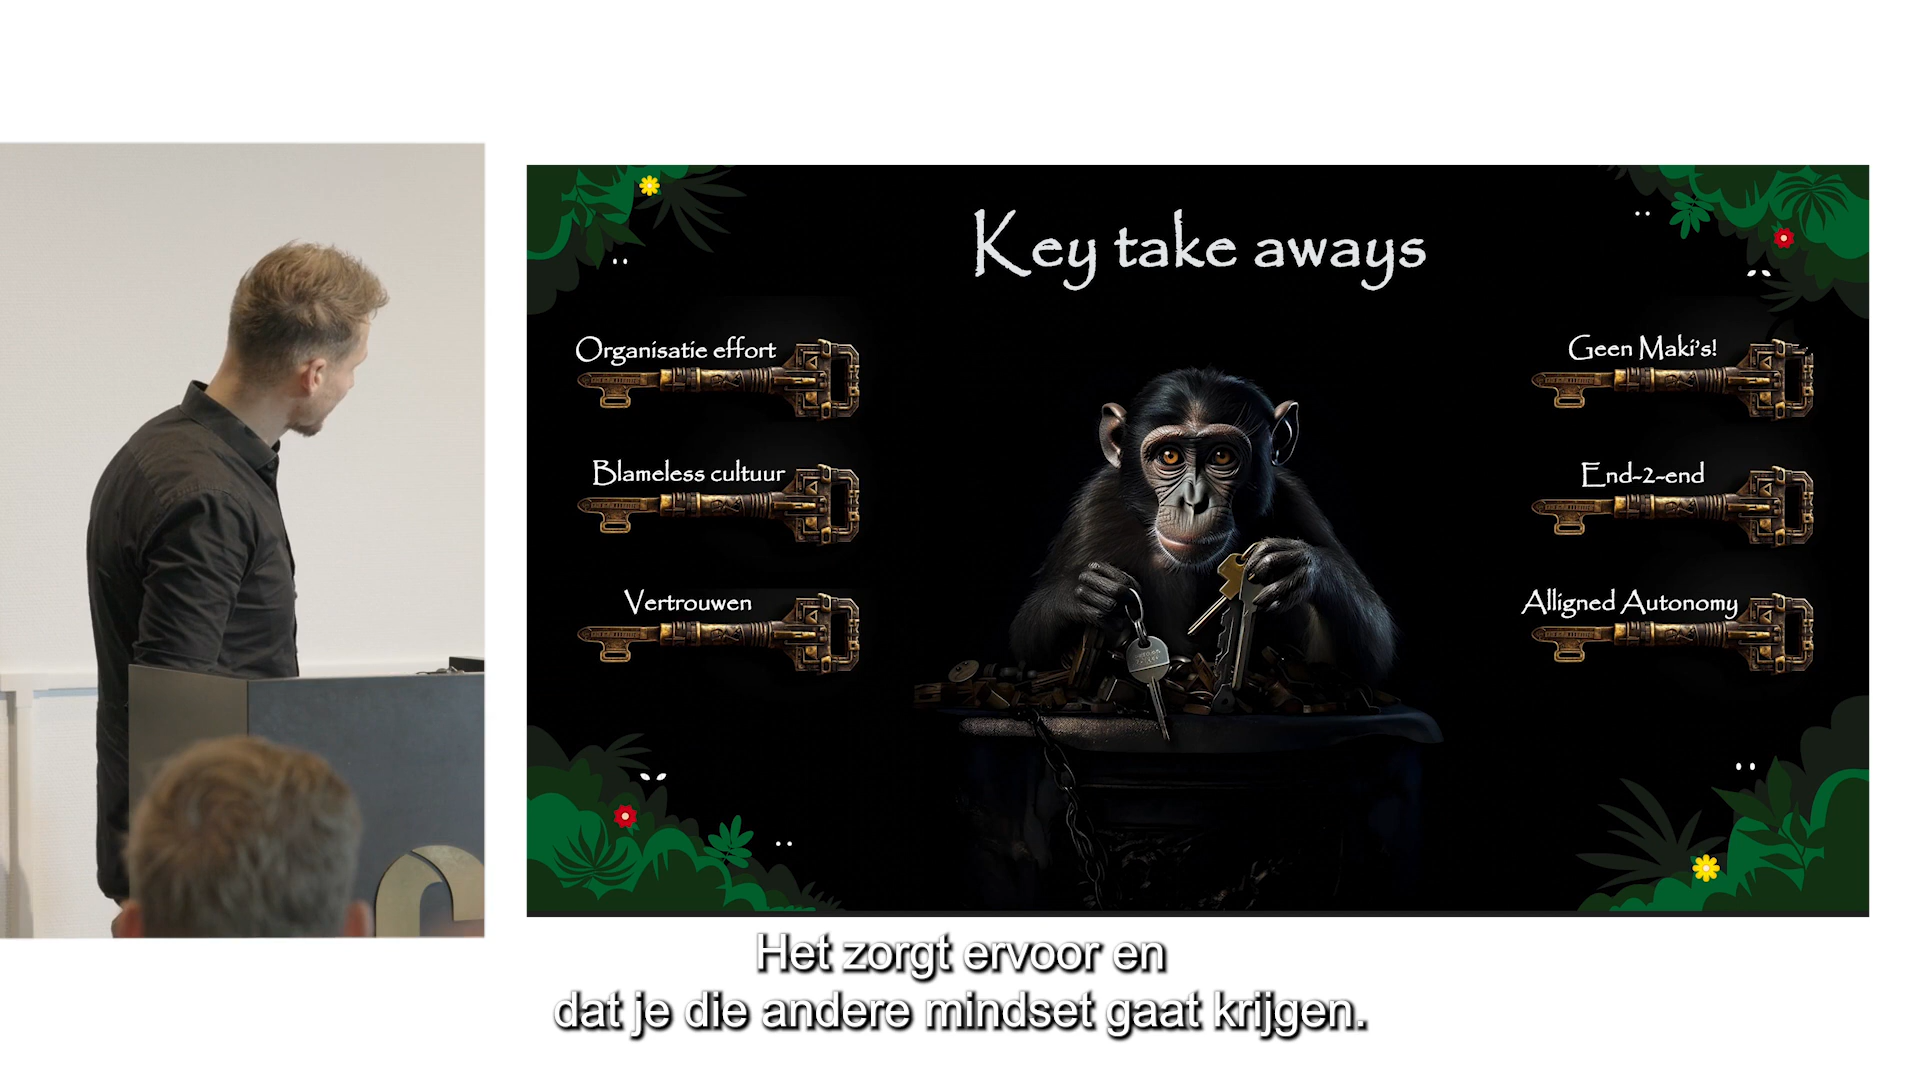 Key take aways
Organisatie effort
Blameless cultuur
Vertrouwen
Geen Maki's!
End-2-end
Alligned Autonomy
Het zorgt ervoor en
dat je die andere mindset gaat krijgen.